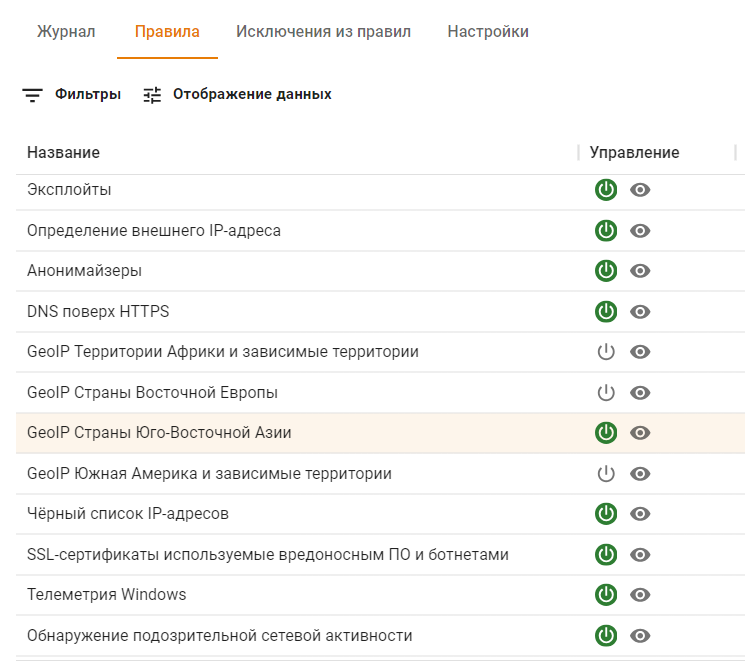 Журнал Правила Исключения из правил Настройки
Фильтры Отображение данных
Название Управление
Эксплойты
Определение внешнего IP-адреса
Анонимайзеры
DNS поверх HTTPS
GeoIP Территории Африки и зависимые территории
GeoIP Страны Восточной Европы
GeoIP Страны Юго-Восточной Азии
GeoIP Южная Америка и зависимые территории
Чёрный список IP-адресов
SSL-сертификаты используемые вредоносным ПО и ботнетами
Телеметрия Windows
Обнаружение подозрительной сетевой активности